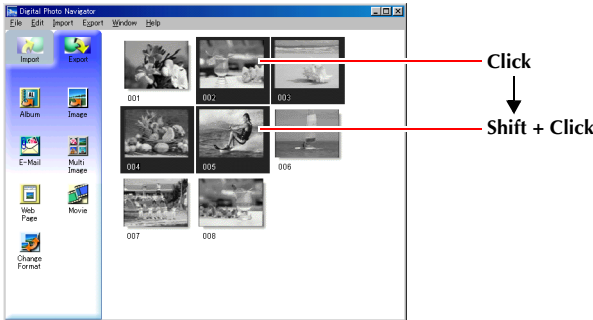 Digital Photo Navigator
File Edit Import Export Window Help
Import
Export
Album
Image
E-Mail
Multi
Image
Web
Page
Movie
Change
Format
001
002
003
004
005
006
007
008
Click
Shift + Click